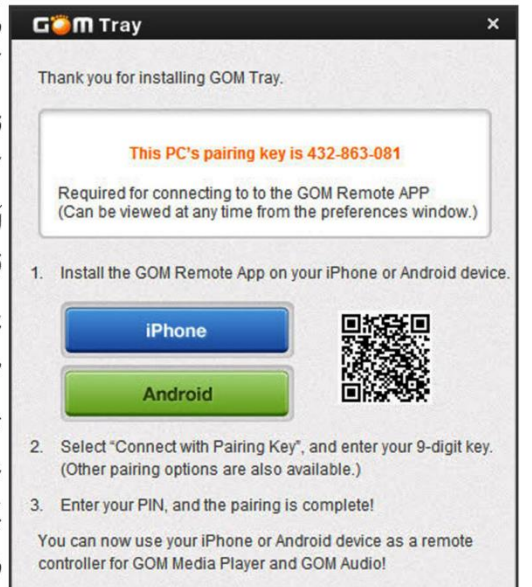 GOM Tray
Thank you for installing GOM Tray.
This PC's pairing key is 432-863-081
Required for connecting to to the GOM Remote APP
(Can be viewed at any time from the preferences window.)
1. Install the GOM Remote App on your iPhone or Android device.
iPhone
Android
2. Select "Connect with Pairing Key", and enter your 9-digit key.
(Other pairing options are also available.)
3. Enter your PIN, and the pairing is complete!
You can now use your iPhone or Android device as a remote
controller for GOM Media Player and GOM Audio!